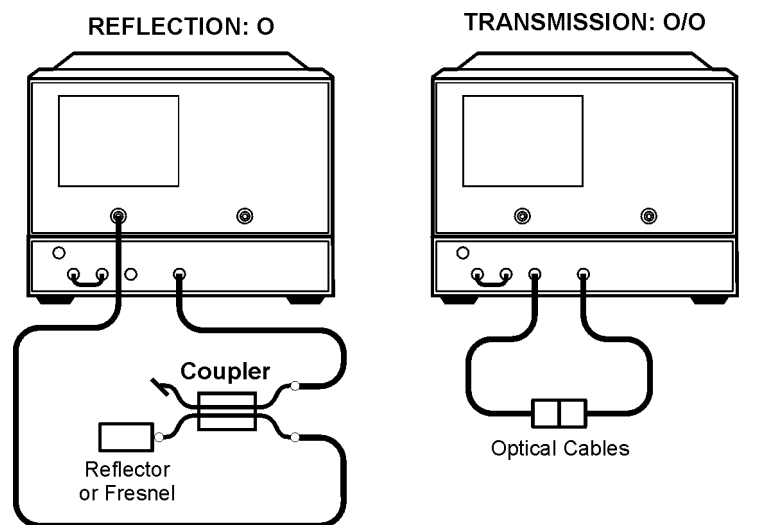 REFLECTION: O
TRANSMISSION: O/O
Coupler
Reflector
or Fresnel
Optical Cables